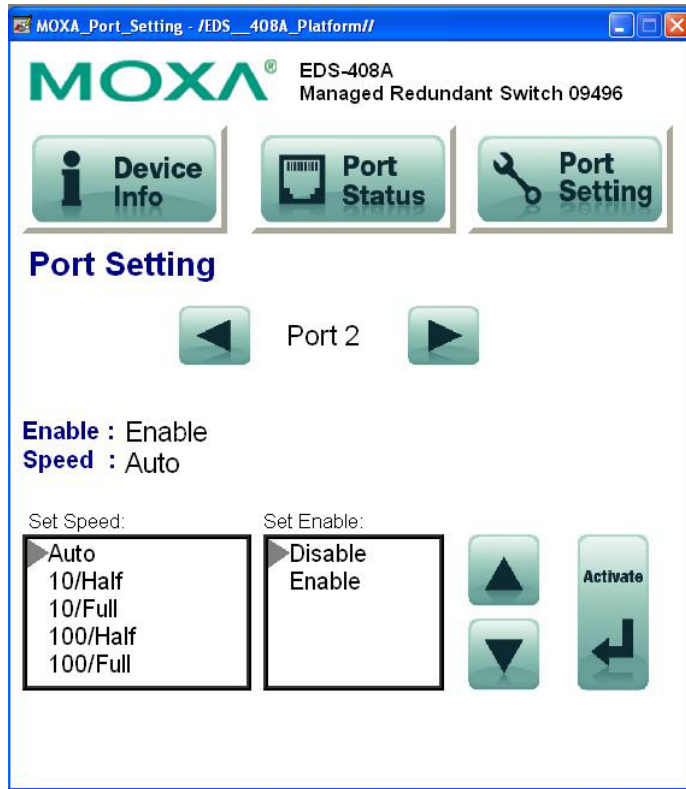 MOXA_Port_Setting - /EDS__408A_Platform//
MOXA®
EDS-408A
Managed Redundant Switch 09496
Device
Info
Port
Status
Port
Setting
Port Setting
Port 2
Enable : Enable
Speed : Auto
Set Speed:
Auto
10/Half
10/Full
100/Half
100/Full
Set Enable:
Disable
Enable
Activate